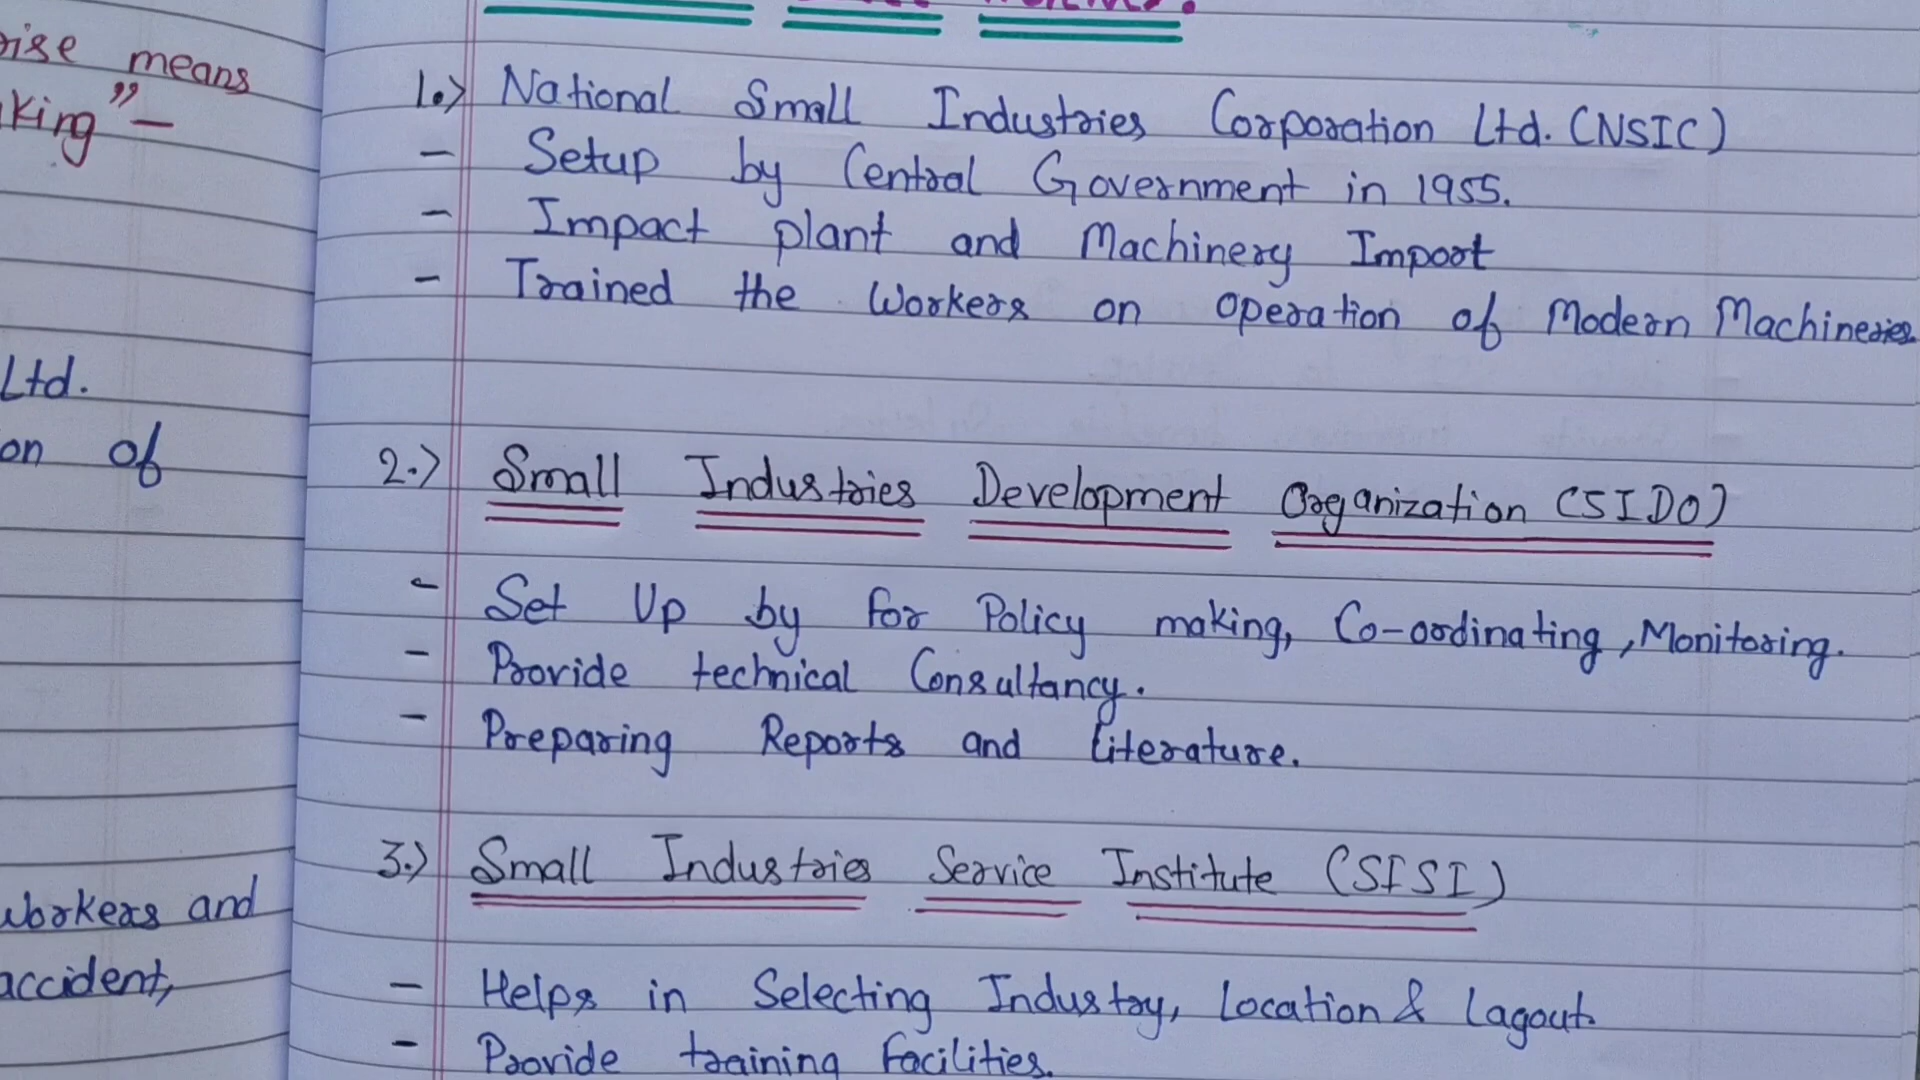 rise means
king" –
Ltd.
on of
Workers and
accident,
1.) National Small Industries Corporation Ltd. (NSIC)
– Setup by Central Government in 1955.
– Impact plant and Machinery Import
– Trained the Workers on Operation of Modern Machineries
2.) Small Industries Development Organization (SIDO)
– Set Up by for Policy making, Co-ordinating, Monitoring.
– Provide technical Consultancy.
– Preparing Reports and literature.
3.) Small Industries Service Institute (SISI)
– Helps in Selecting Industry, Location & Lagout.
– Provide training facilities.